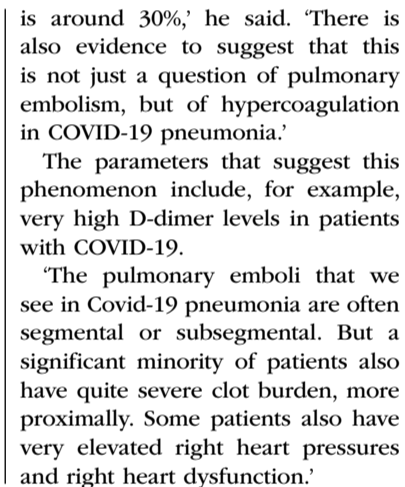 is around 30%,’ he said. ‘There is
also evidence to suggest that this
is not just a question of pulmonary
embolism, but of hypercoagulation
in COVID-19 pneumonia.’
The parameters that suggest this
phenomenon include, for example,
very high D-dimer levels in patients
with COVID-19.
‘The pulmonary emboli that we
see in Covid-19 pneumonia are often
segmental or subsegmental. But a
significant minority of patients also
have quite severe clot burden, more
proximally. Some patients also have
very elevated right heart pressures
and right heart dysfunction.’